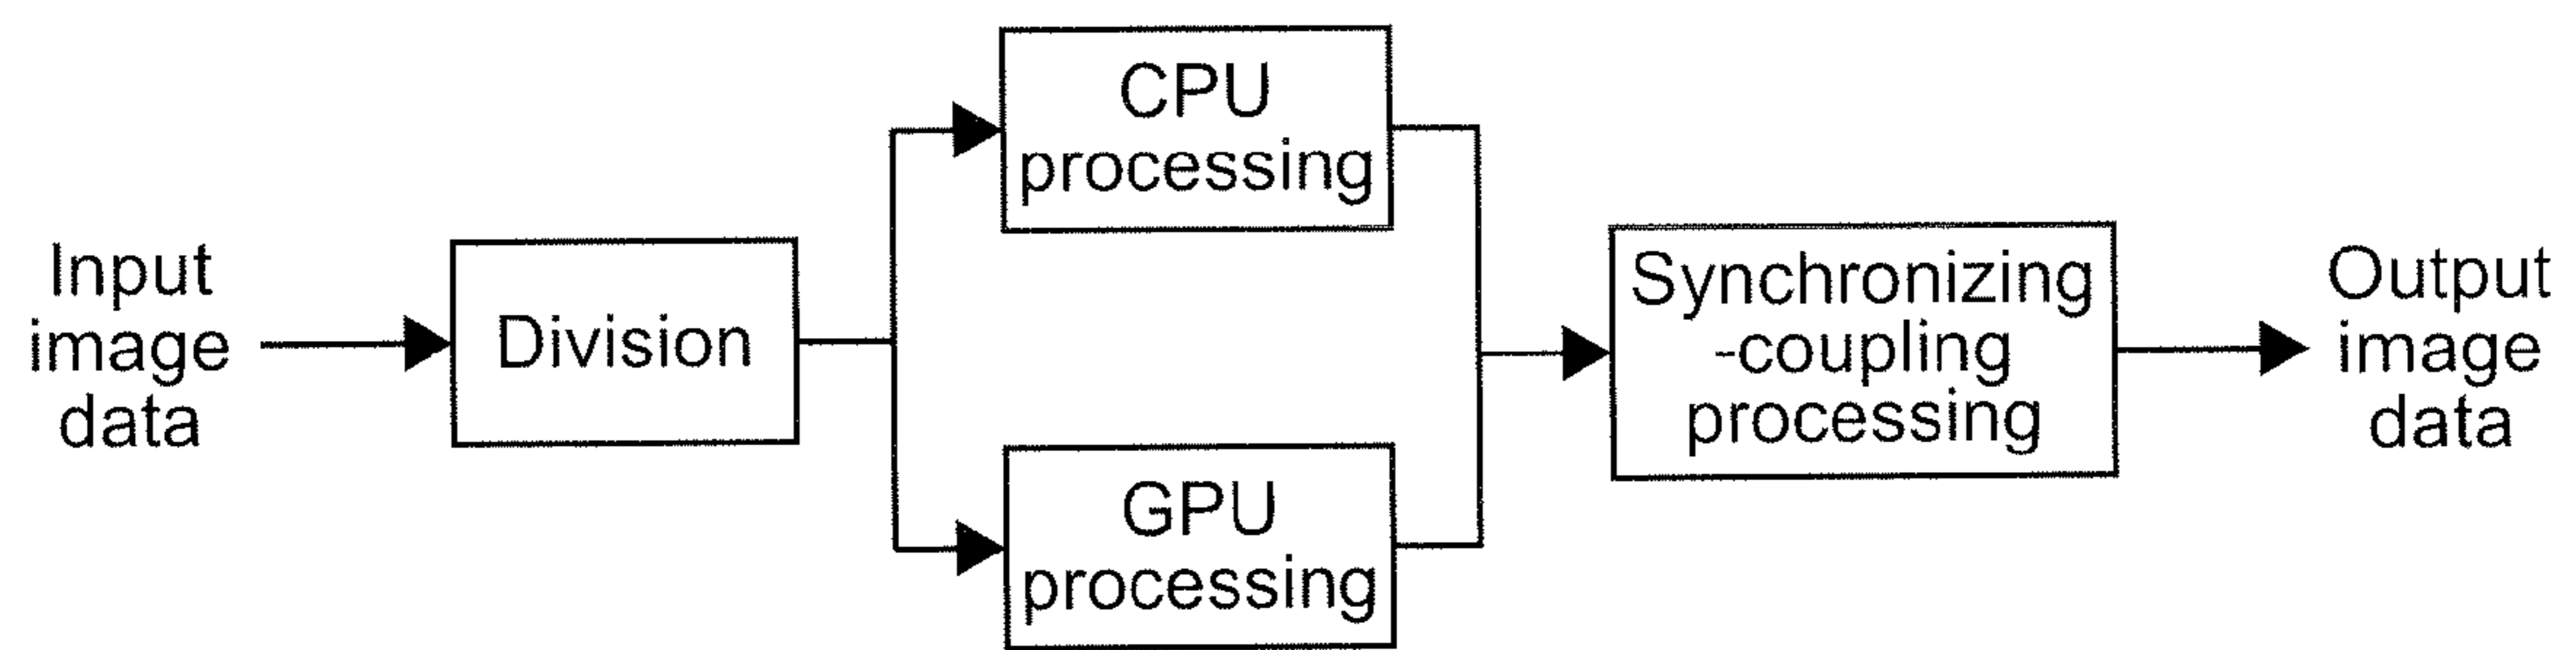 Input
image
data
Division
CPU
processing
GPU
processing
Synchronizing
-coupling
processing
Output
image
data